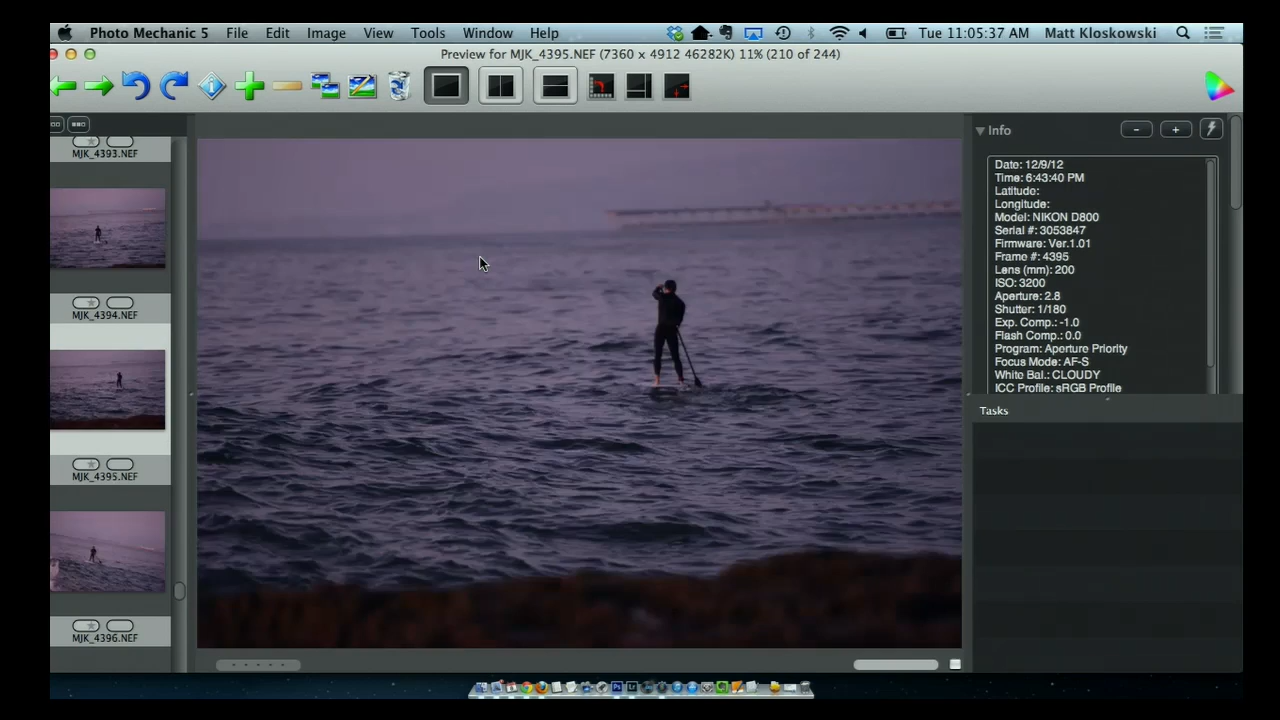 Photo Mechanic 5 File Edit Image View Tools Window Help Tue 11:05:37 AM Matt Kloskowski
Preview for MJK_4395.NEF (7360 x 4912 46282K) 11% (210 of 244)
MJK_4393.NEF
MJK_4394.NEF
MJK_4395.NEF
MJK_4396.NEF
Info
Date: 12/9/12
Time: 6:43:40 PM
Latitude:
Longitude:
Model: NIKON D800
Serial #: 3053847
Firmware: Ver.1.01
Frame #: 4395
Lens (mm): 200
ISO: 3200
Aperture: 2.8
Shutter: 1/180
Exp. Comp.: -1.0
Flash Comp.: 0.0
Program: Aperture Priority
Focus Mode: AF-S
White Bal.: CLOUDY
ICC Profile: sRGB Profile
Tasks
Ps Lr